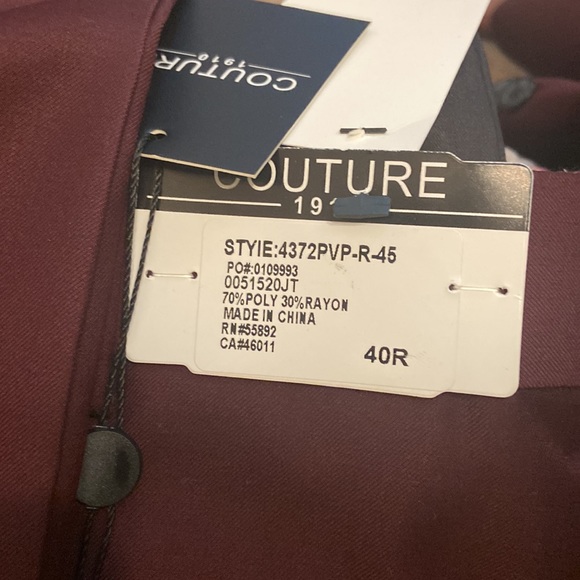 COUTUR
1910
COUTURE
19
STYIE:4372PVP-R-45
PO#:0109993
0051520JT
70%POLY 30%RAYON
MADE IN CHINA
RN#55892
CA#46011
40R